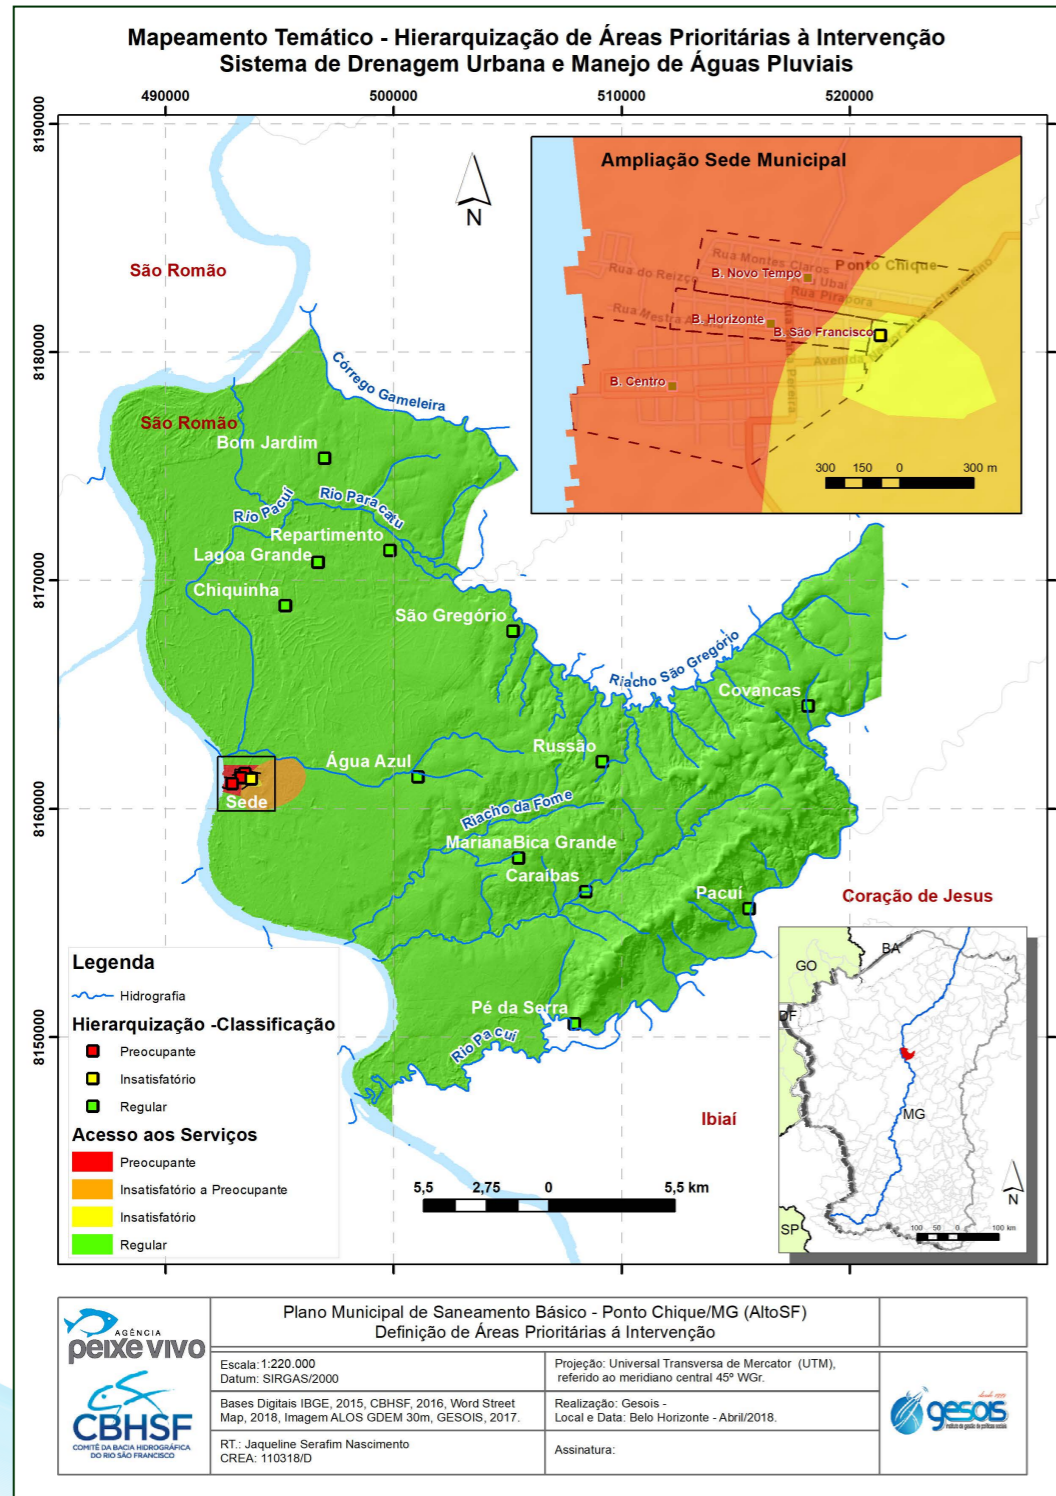 Mapeamento Temático - Hierarquização de Áreas Prioritárias à Intervenção
Sistema de Drenagem Urbana e Manejo de Águas Pluviais
490000
500000
510000
520000
8190000
8180000
8170000
8160000
8150000
N
São Romão
São Romão
Córrego Gameleira
Bom Jardim
Rio Pacuí
Rio Paracatu
Repartimento
Lagoa Grande
Chiquinha
São Gregório
Riacho São Gregório
Covancas
Russão
Água Azul
Sede
Riacho da Fome
MarianaBica Grande
Caraíbas
Pacuí
Pé da Serra
Rio Pacuí
Coração de Jesus
Ibiaí
Ampliação Sede Municipal
Rua Montes Claros
Ponto Chique
Rua do Reizço
B. Novo Tempo
Ubaí
Rua Pirapora
B. Horizonte
Rua Mestra
B. São Francisco
Avenida
Pereira
B. Centro
300 150 0 300 m
Legenda
Hidrografia
Hierarquização -Classificação
Preocupante
Insatisfatório
Regular
Acesso aos Serviços
Preocupante
Insatisfatório a Preocupante
Insatisfatório
Regular
5,5 2,75 0 5,5 km
GO
BA
DF
MG
SP
N
100 50 0 100 km
AGÊNCIA
peixe vivo
CBHSF
COMITÊ DA BACIA HIDROGRÁFICA
DO RIO SÃO FRANCISCO
Plano Municipal de Saneamento Básico - Ponto Chique/MG (AltoSF)
Definição de Áreas Prioritárias á Intervenção
Escala:1:220.000
Datum: SIRGAS/2000
Projeção: Universal Transversa de Mercator (UTM),
referido ao meridiano central 45º WGr.
Bases Digitais IBGE, 2015, CBHSF, 2016, Word Street
Map, 2018, Imagem ALOS GDEM 30m, GESOIS, 2017.
Realização: Gesois -
Local e Data: Belo Horizonte - Abril/2018.
RT.: Jaqueline Serafim Nascimento
CREA: 110318/D
Assinatura:
gesois